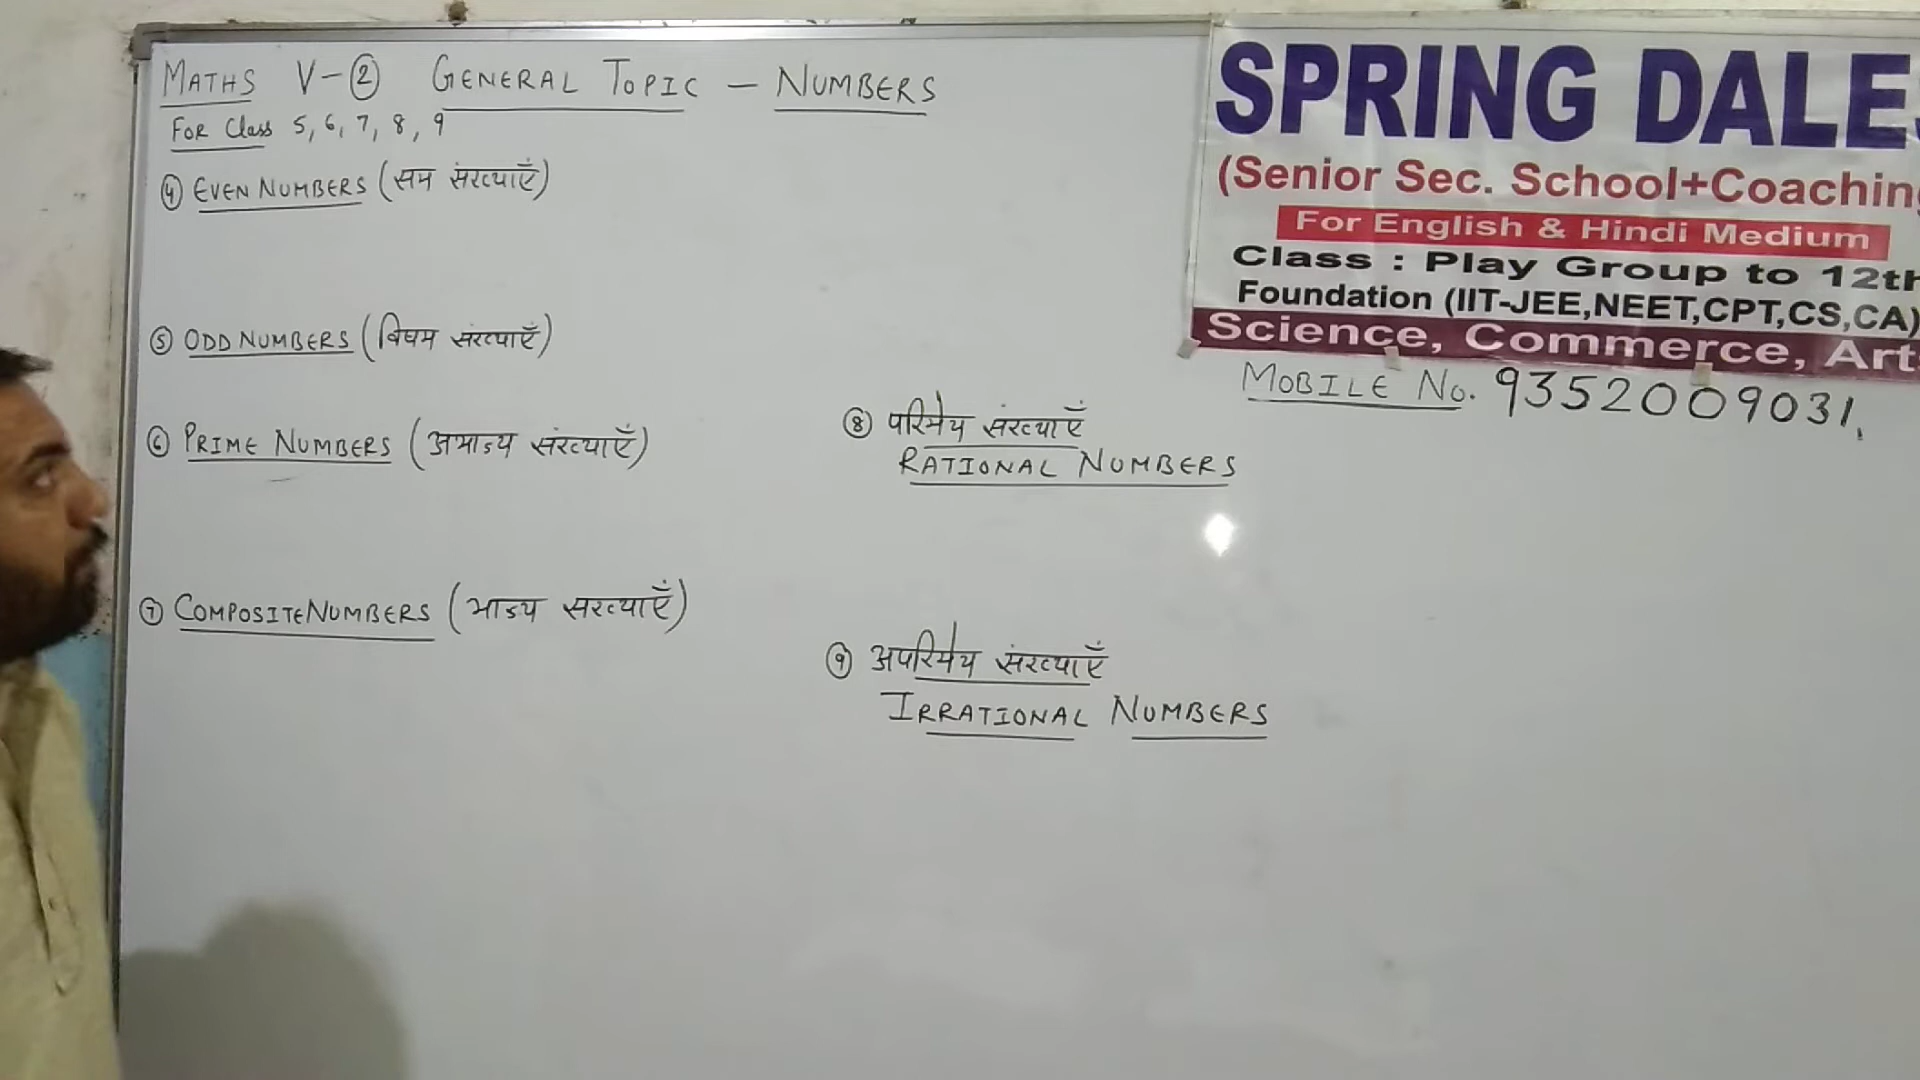 MATHS V-② GENERAL TOPIC - NUMBERS
FOR Class 5, 6, 7, 8, 9
④ EVEN NUMBERS (सम संख्याएँ)
⑤ ODD NUMBERS (विषम संख्याएँ)
⑥ PRIME NUMBERS (अभाज्य संख्याएँ)
⑦ COMPOSITE NUMBERS (भाज्य संख्याएँ)
⑧ परिमेय संख्याएँ
RATIONAL NUMBERS
⑨ अपरिमेय संख्याएँ
IRRATIONAL NUMBERS
SPRING DALES
(Senior Sec. School+Coaching
For English & Hindi Medium
Class : Play Group to 12th
Foundation (IIT-JEE,NEET,CPT,CS,CA)
Science, Commerce, Arts
MOBILE No. 9352009031.